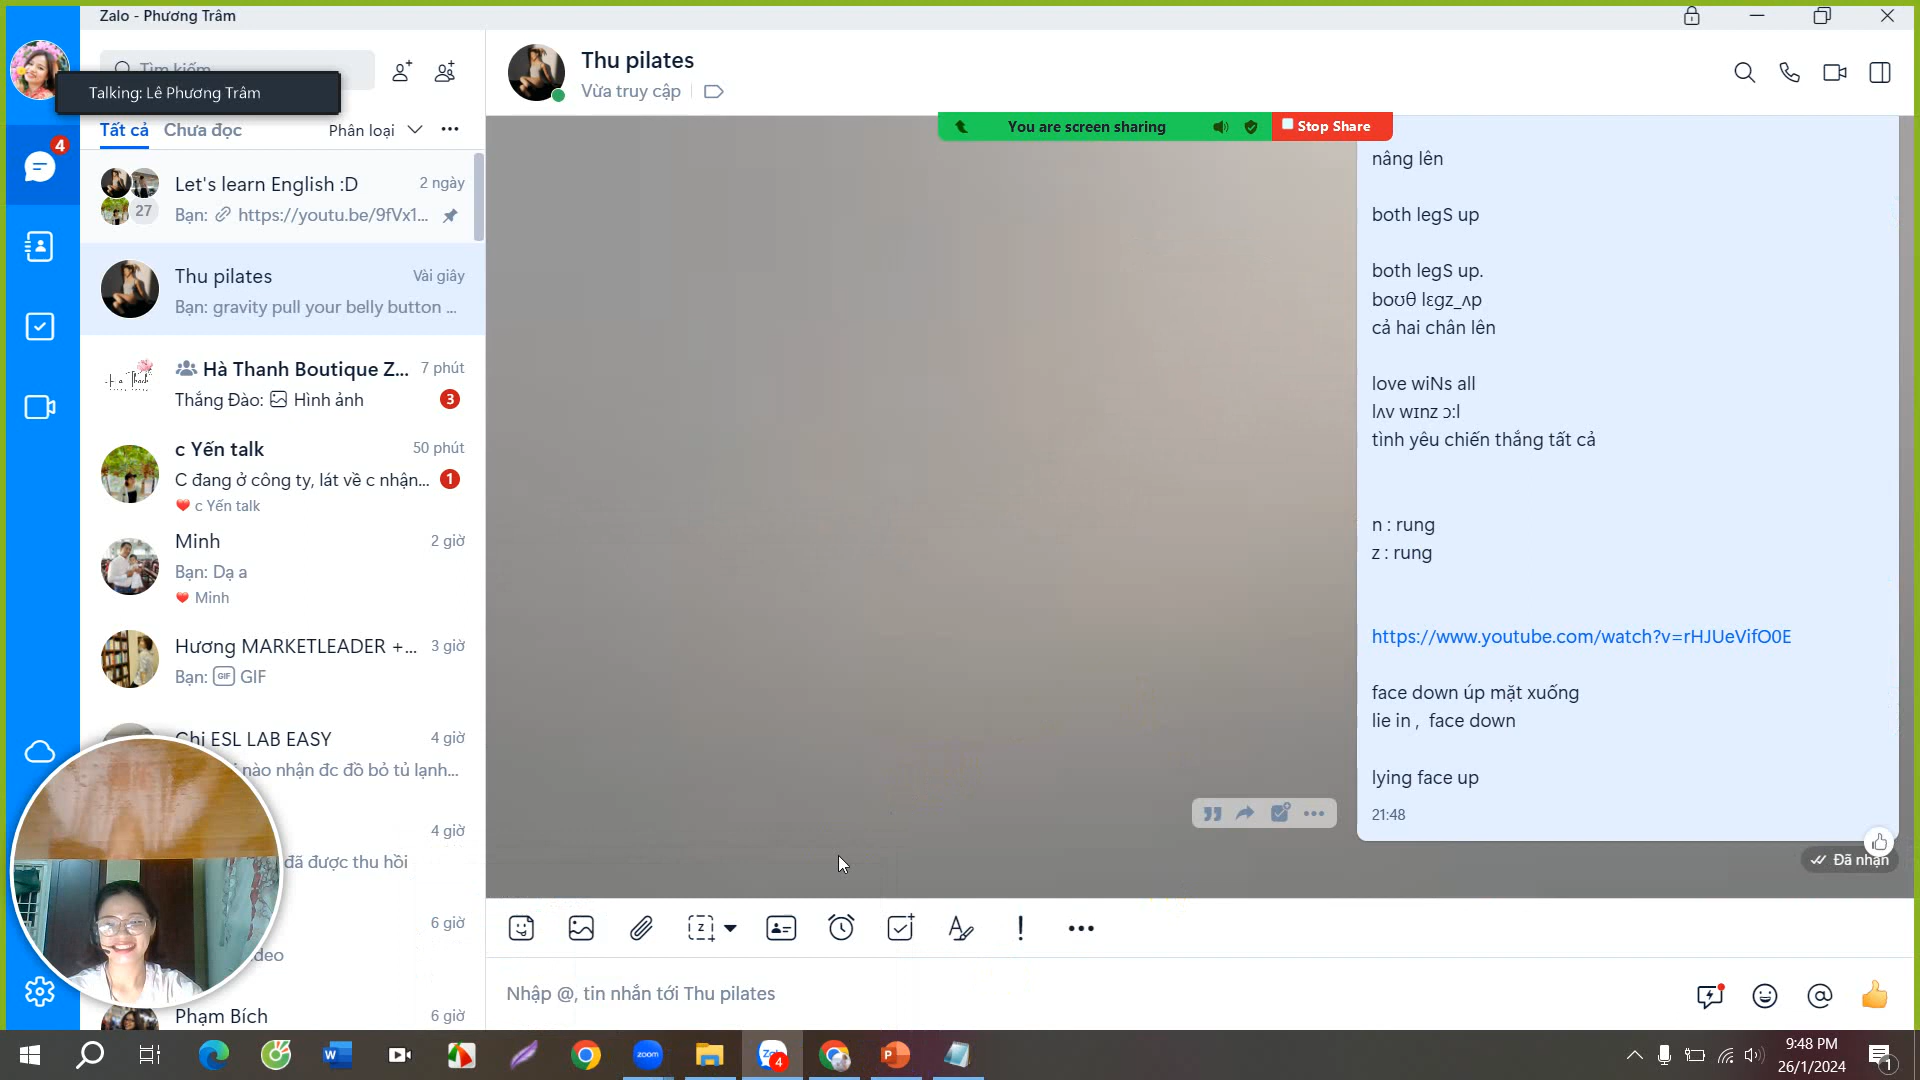 Zalo - Phương Trâm
Tìm kiếm
Talking: Lê Phương Trâm
Tất cả
Chưa đọc
Phân loại
4
Let's learn English :D
2 ngày
27
Bạn: https://youtu.be/9fVx1...
Thu pilates
Vài giây
Bạn: gravity pull your belly button ...
Hà Thanh Boutique Z...
7 phút
Thắng Đào: Hình ảnh
3
c Yến talk
50 phút
C đang ở công ty, lát về c nhận...
1
c Yến talk
Minh
2 giờ
Bạn: Dạ a
Minh
Hương MARKETLEADER +...
3 giờ
Bạn: GIF GIF
Chi ESL LAB EASY
4 giờ
nào nhận đc đồ bỏ tủ lạnh...
4 giờ
đã được thu hồi
6 giờ
deo
Phạm Bích
6 giờ
Thu pilates
Vừa truy cập
You are screen sharing
Stop Share
nâng lên
both legS up
both legS up.
boʊθ lɛgz_ʌp
cả hai chân lên
love wiNs all
lʌv wɪnz ɔ:l
tình yêu chiến thắng tất cả
n : rung
z : rung
https://www.youtube.com/watch?v=rHJUeVifO0E
face down úp mặt xuống
lie in , face down
lying face up
21:48
Đã nhận
Nhập @, tin nhắn tới Thu pilates
zoom
4
9:48 PM
26/1/2024
1